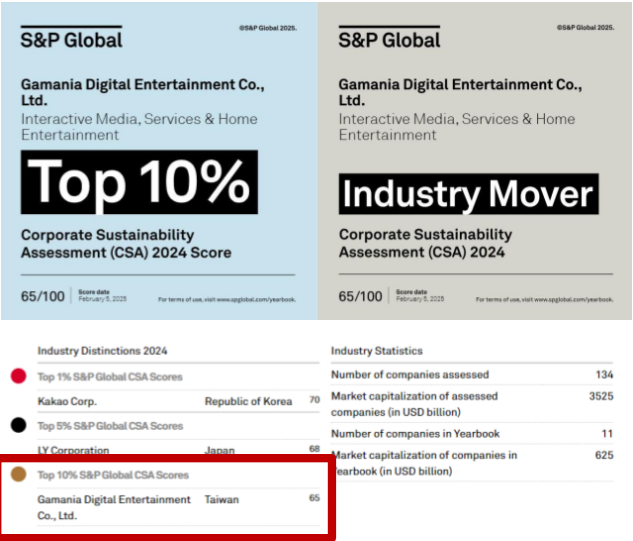 ©S&P Global 2025.
S&P Global
Gamania Digital Entertainment Co.,
Ltd.
Interactive Media, Services & Home
Entertainment
Top 10%
Corporate Sustainability
Assessment (CSA) 2024 Score
65/100
Score date
February 5, 2025
For terms of use, visit www.spglobal.com/yearbook.
©S&P Global 2025.
S&P Global
Gamania Digital Entertainment Co.,
Ltd.
Interactive Media, Services & Home
Entertainment
Industry Mover
Corporate Sustainability
Assessment (CSA) 2024
65/100
Score date
February 5, 2025
For terms of use, visit www.spglobal.com/yearbook.
Industry Distinctions 2024
Top 1% S&P Global CSA Scores
Kakao Corp. Republic of Korea 70
Top 5% S&P Global CSA Scores
LY Corporation Japan 68
Top 10% S&P Global CSA Scores
Gamania Digital Entertainment Taiwan 65
Co., Ltd.
Industry Statistics
Number of companies assessed 134
Market capitalization of assessed 3525
companies (in USD billion)
Number of companies in Yearbook 11
Market capitalization of companies in 625
Yearbook (in USD billion)